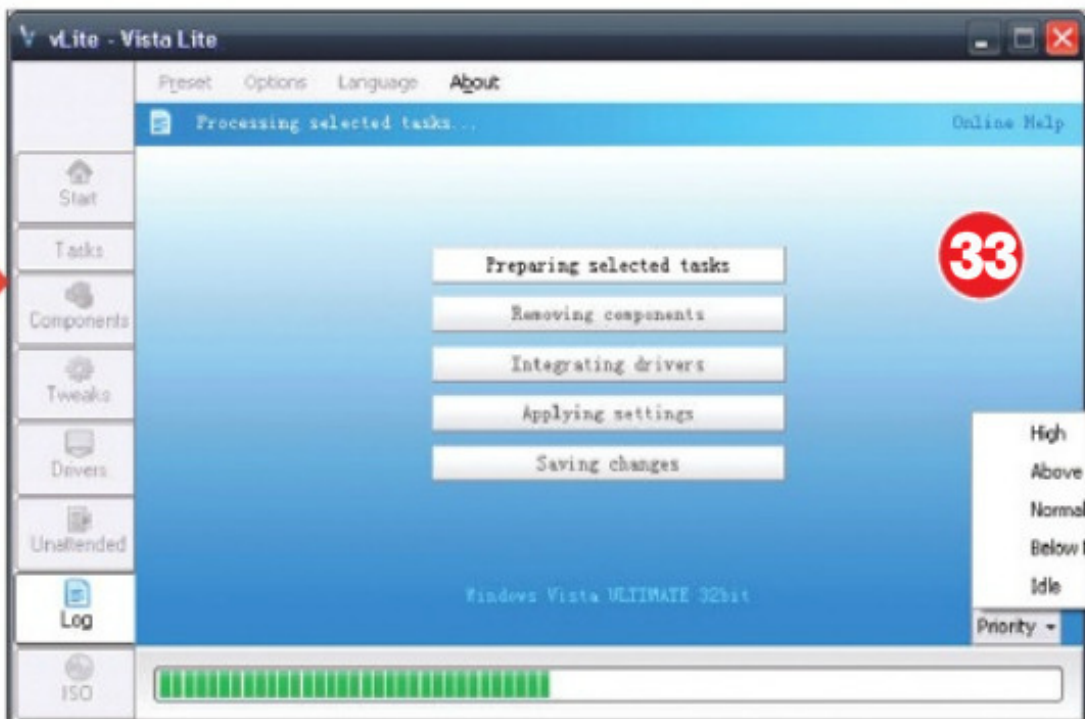 vLite - Vista Lite
Preset Options Language About
Processing selected tasks... Online Help
Start
Tasks
Components
Tweaks
Drivers
Unattended
Log
ISO
Preparing selected tasks
Removing components
Integrating drivers
Applying settings
Saving changes
33
High
Above
Normal
Below
Idle
Windows Vista ULTIMATE 32bit
Priority